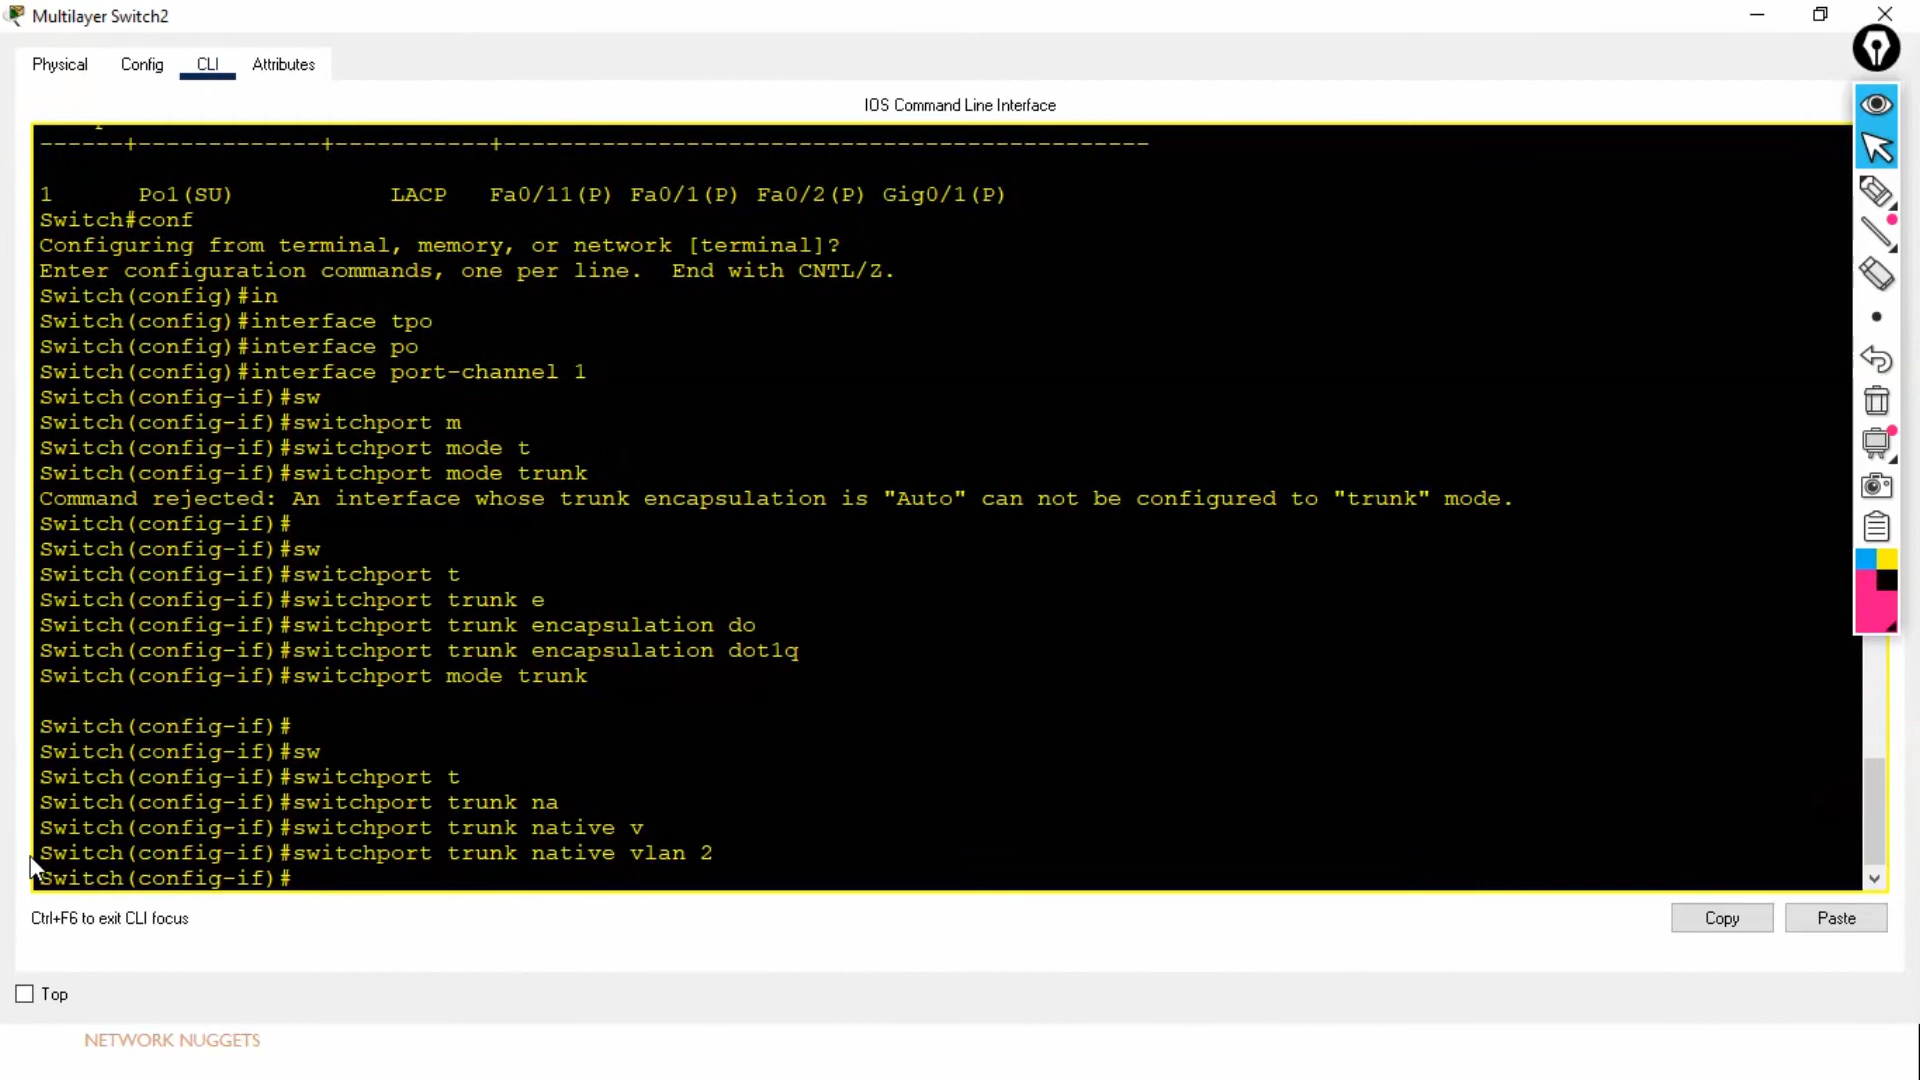 Multilayer Switch2
Physical Config CLI Attributes
IOS Command Line Interface
------+-------------+-----------+----------------------------------------------
1 Po1(SU) LACP Fa0/11(P) Fa0/1(P) Fa0/2(P) Gig0/1(P)
Switch#conf
Configuring from terminal, memory, or network [terminal]?
Enter configuration commands, one per line. End with CNTL/Z.
Switch(config)#in
Switch(config)#interface tpo
Switch(config)#interface po
Switch(config)#interface port-channel 1
Switch(config-if)#sw
Switch(config-if)#switchport m
Switch(config-if)#switchport mode t
Switch(config-if)#switchport mode trunk
Command rejected: An interface whose trunk encapsulation is "Auto" can not be configured to "trunk" mode.
Switch(config-if)#
Switch(config-if)#sw
Switch(config-if)#switchport t
Switch(config-if)#switchport trunk e
Switch(config-if)#switchport trunk encapsulation do
Switch(config-if)#switchport trunk encapsulation dot1q
Switch(config-if)#switchport mode trunk
Switch(config-if)#
Switch(config-if)#sw
Switch(config-if)#switchport t
Switch(config-if)#switchport trunk na
Switch(config-if)#switchport trunk native v
Switch(config-if)#switchport trunk native vlan 2
Switch(config-if)#
Ctrl+F6 to exit CLI focus
Copy Paste
Top
NETWORK NUGGETS